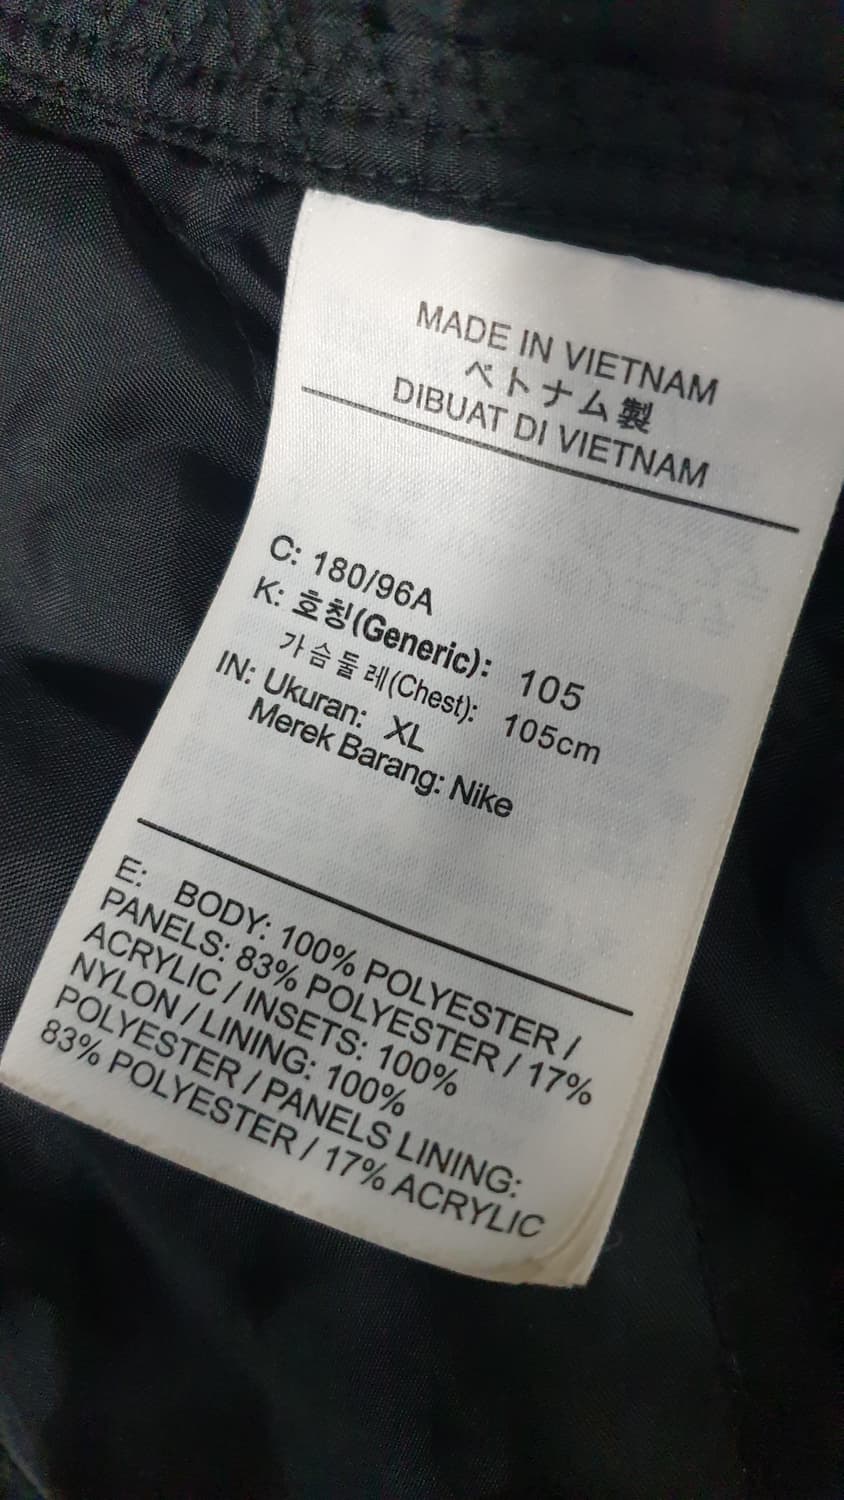 MADE IN VIETNAM
ベトナム製
DIBUAT DI VIETNAM
C: 180/96A
K: 호칭(Generic): 105
가슴둘레(Chest): 105cm
IN: Ukuran: XL
Merek Barang: Nike
E: BODY: 100% POLYESTER /
PANELS: 83% POLYESTER / 17%
ACRYLIC / INSETS: 100%
NYLON / LINING: 100%
POLYESTER / PANELS LINING:
83% POLYESTER / 17% ACRYLIC